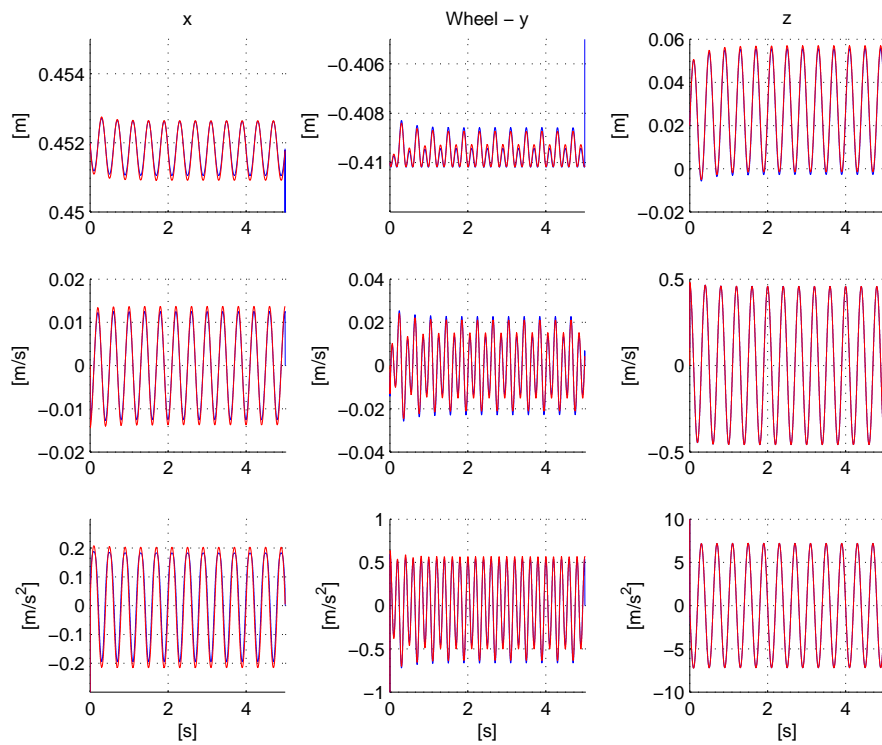 x
Wheel − y
z
0.454
0.452
0.45
[m]
0 2 4
−0.406
−0.408
−0.41
[m]
0 2 4
0.06
0.04
0.02
0
−0.02
[m]
0 2 4
0.02
0.01
0
−0.01
−0.02
[m/s]
0 2 4
0.04
0.02
0
−0.02
−0.04
[m/s]
0 2 4
0.5
0
−0.5
[m/s]
0 2 4
0.2
0.1
0
−0.1
−0.2
[m/s²]
0 2 4
[s]
1
0.5
0
−0.5
−1
[m/s²]
0 2 4
[s]
10
5
0
−5
−10
[m/s²]
0 2 4
[s]